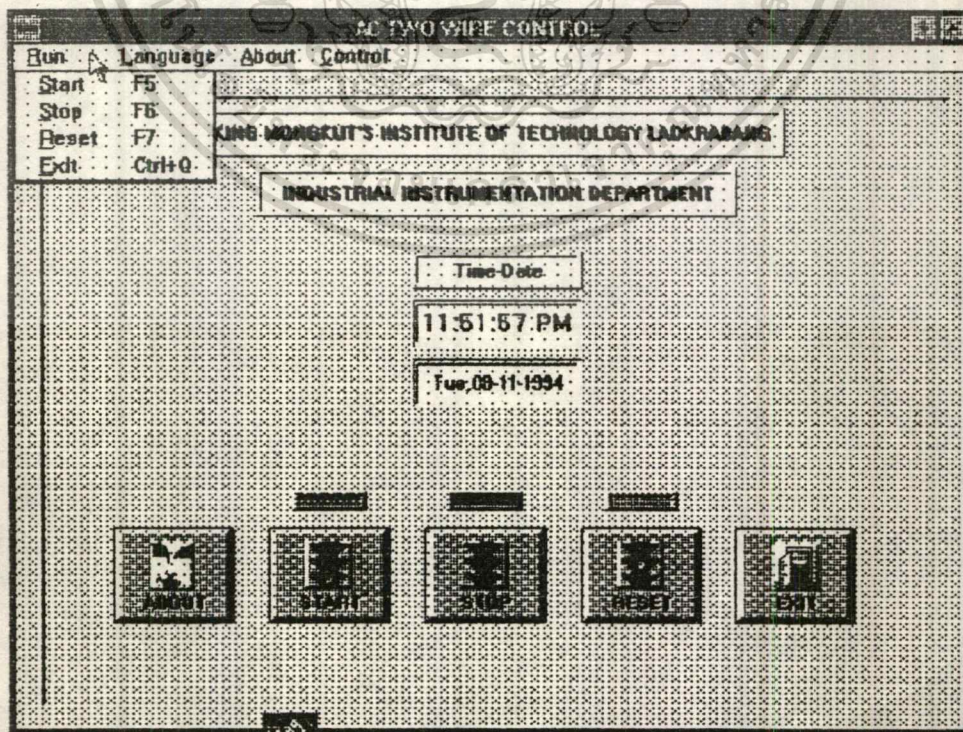 AC TWO WIRE CONTROL
Run Language About Control
Start F5
Stop F6
Reset F7
Exit Ctrl+Q
KING MONGKUT'S INSTITUTE OF TECHNOLOGY LADKRABANG
INDUSTRIAL INSTRUMENTATION DEPARTMENT
Time-Date
11:51:57 PM
Tue,08-11-1994
ABOUT START STOP RESET EXIT